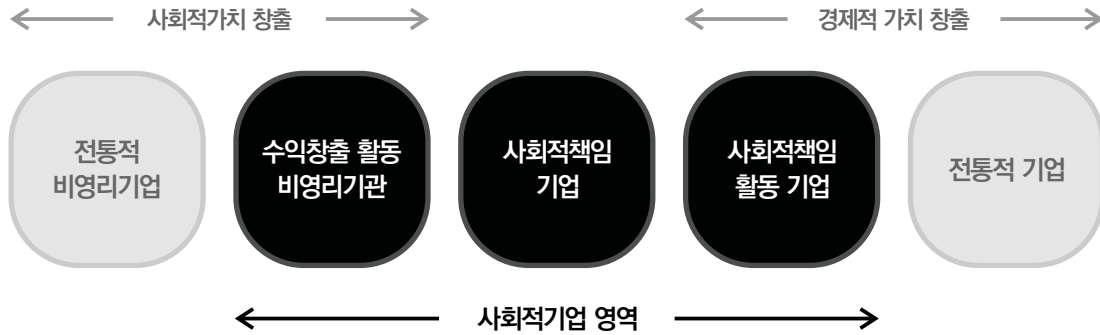 사회적가치 창출
경제적 가치 창출
전통적
비영리기업
수익창출 활동
비영리기관
사회적책임
기업
사회적책임
활동 기업
전통적 기업
사회적기업 영역